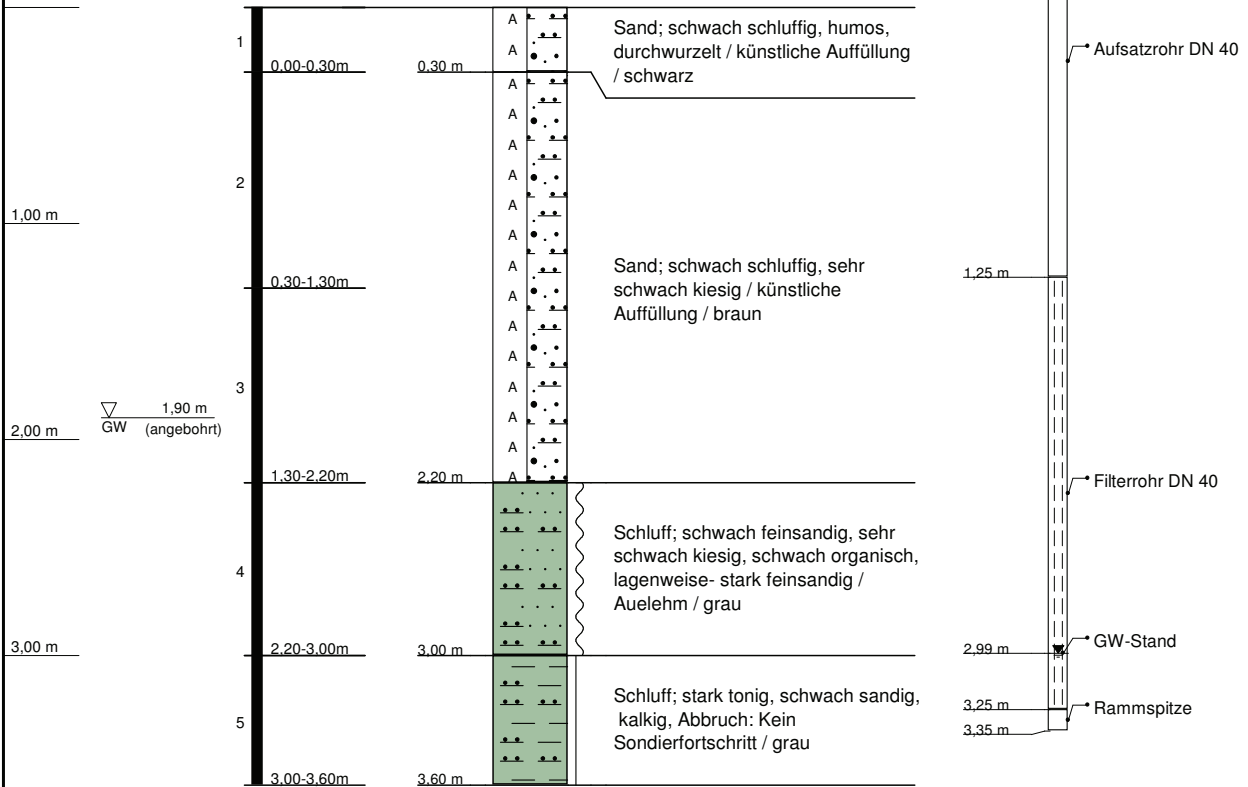 1
0.00-0.30m
0.30 m
A
A
Sand; schwach schluffig, humos,
durchwurzelt / künstliche Auffüllung
/ schwarz
Aufsatzrohr DN 40
A
A
A
A
A
A
A
A
A
A
A
A
A
A
2
1,00 m
0.30-1.30m
Sand; schwach schluffig, sehr
schwach kiesig / künstliche
Auffüllung / braun
1,25 m
3
1,90 m
GW (angebohrt)
2,00 m
1,30-2,20m
2,20 m
Filterrohr DN 40
4
Schluff; schwach feinsandig, sehr
schwach kiesig, schwach organisch,
lagenweise- stark feinsandig /
Auelehm / grau
3,00 m
2.20-3.00m
3,00 m
2,99 m
GW-Stand
5
Schluff; stark tonig, schwach sandig,
kalkig, Abbruch: Kein
Sondierfortschritt / grau
3,25 m
Rammspitze
3,35 m
3,00-3,60m
3,60 m